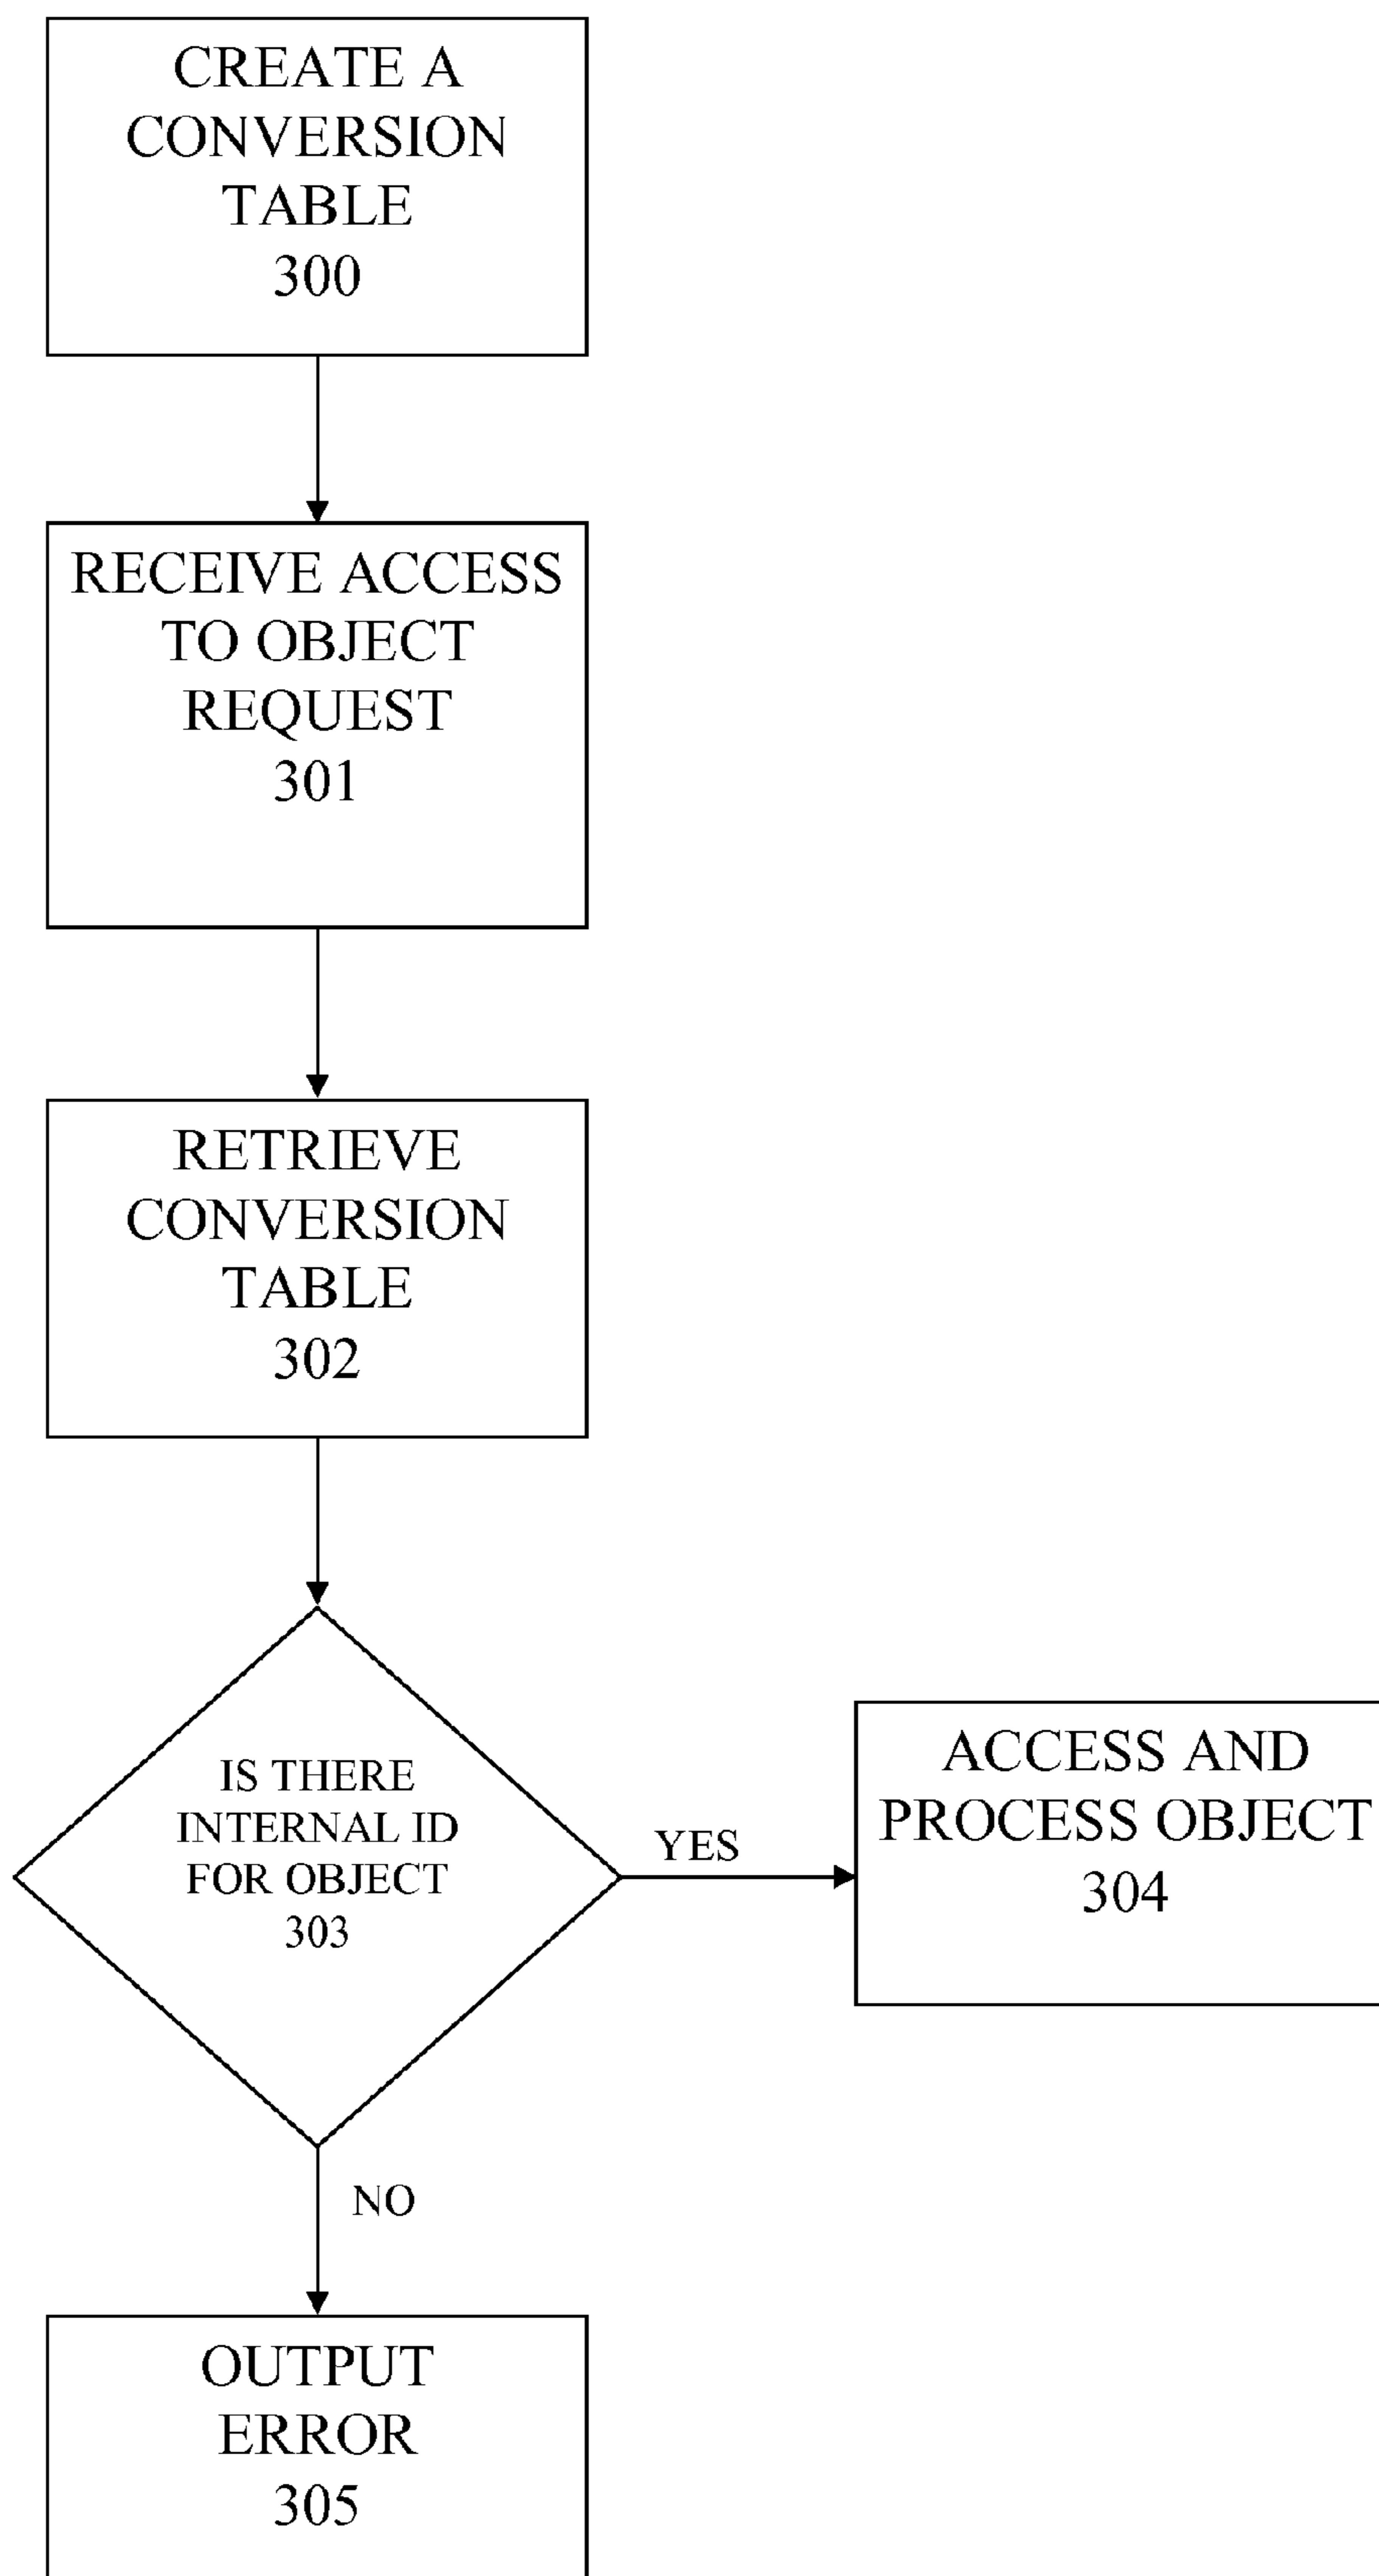 CREATE A
CONVERSION
TABLE
300
RECEIVE ACCESS
TO OBJECT
REQUEST
301
RETRIEVE
CONVERSION
TABLE
302
IS THERE
INTERNAL ID
FOR OBJECT
303
YES
ACCESS AND
PROCESS OBJECT
304
NO
OUTPUT
ERROR
305